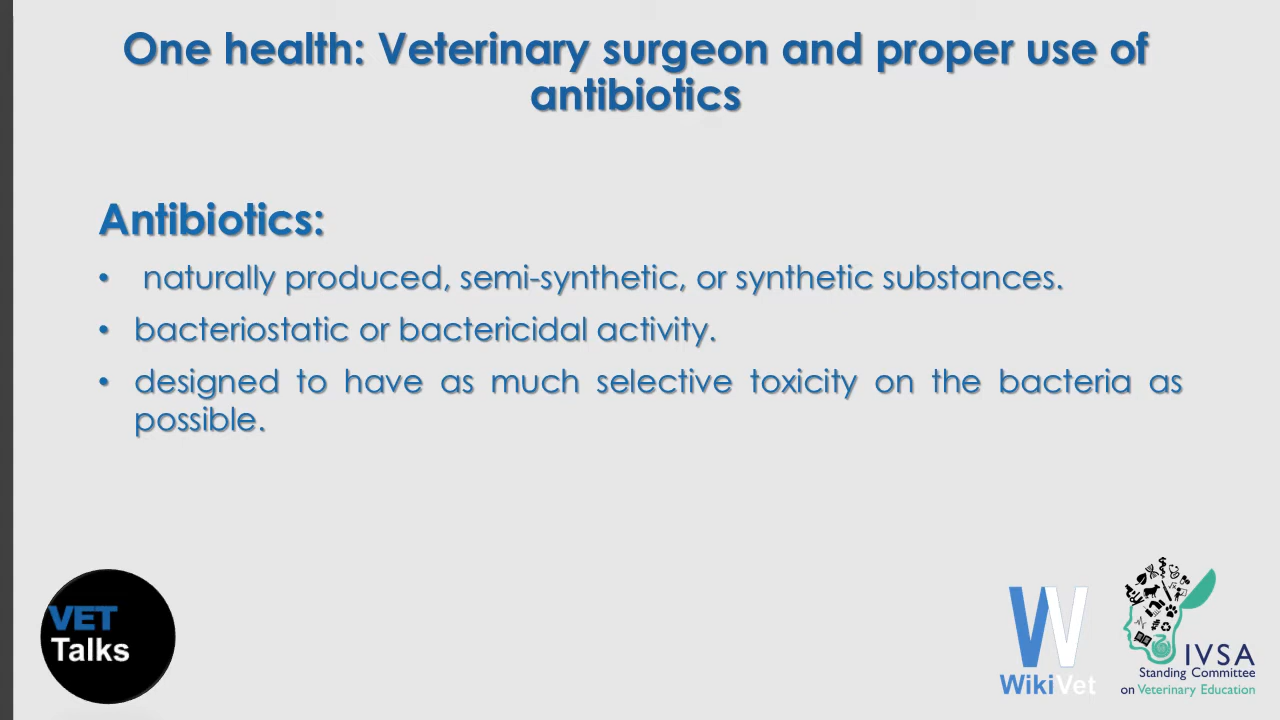 One health: Veterinary surgeon and proper use of
antibiotics
Antibiotics:
• naturally produced, semi-synthetic, or synthetic substances.
• bacteriostatic or bactericidal activity.
• designed to have as much selective toxicity on the bacteria as
possible.
VET
Talks
W
WikiVet
IVSA
Standing Committee
on Veterinary Education